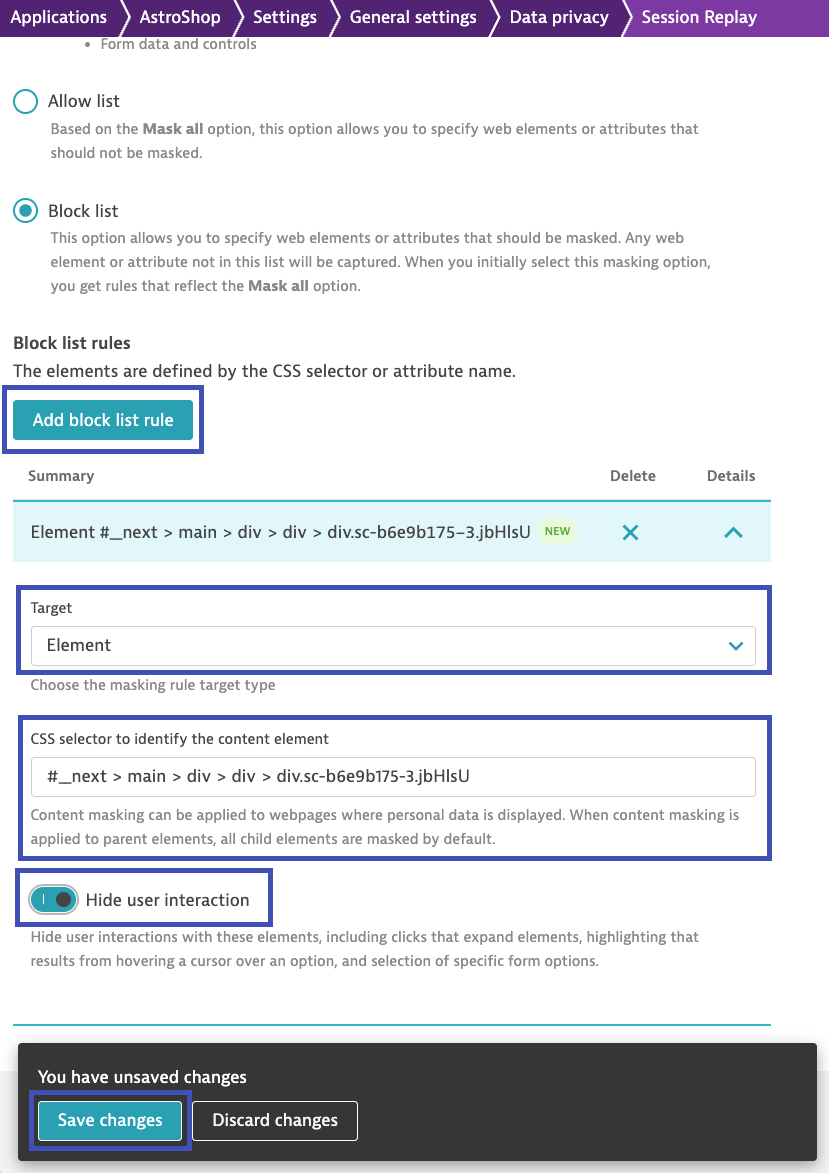 Applications AstroShop Settings General settings Data privacy Session Replay
• Form data and controls
Allow list
Based on the Mask all option, this option allows you to specify web elements or attributes that
should not be masked.
Block list
This option allows you to specify web elements or attributes that should be masked. Any web
element or attribute not in this list will be captured. When you initially select this masking option,
you get rules that reflect the Mask all option.
Block list rules
The elements are defined by the CSS selector or attribute name.
Add block list rule
Summary Delete Details
Element #__next > main > div > div > div.sc-b6e9b175-3.jbHlsU NEW
Target
Element
Choose the masking rule target type
CSS selector to identify the content element
#__next > main > div > div > div.sc-b6e9b175-3.jbHlsU
Content masking can be applied to webpages where personal data is displayed. When content masking is
applied to parent elements, all child elements are masked by default.
Hide user interaction
Hide user interactions with these elements, including clicks that expand elements, highlighting that
results from hovering a cursor over an option, and selection of specific form options.
You have unsaved changes
Save changes Discard changes